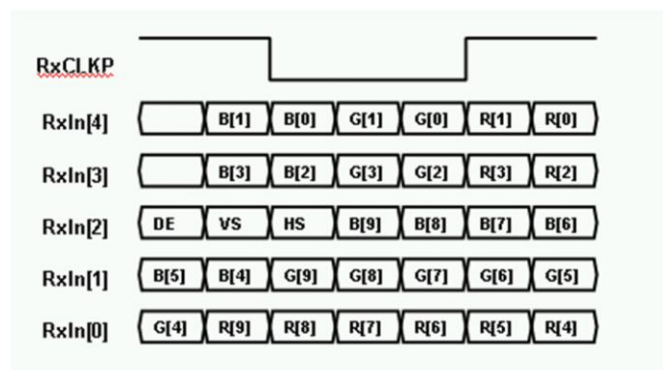 RxCLKP
RxIn[4] B[1] B[0] G[1] G[0] R[1] R[0]
RxIn[3] B[3] B[2] G[3] G[2] R[3] R[2]
RxIn[2] DE VS HS B[9] B[8] B[7] B[6]
RxIn[1] B[5] B[4] G[9] G[8] G[7] G[6] G[5]
RxIn[0] G[4] R[9] R[8] R[7] R[6] R[5] R[4]